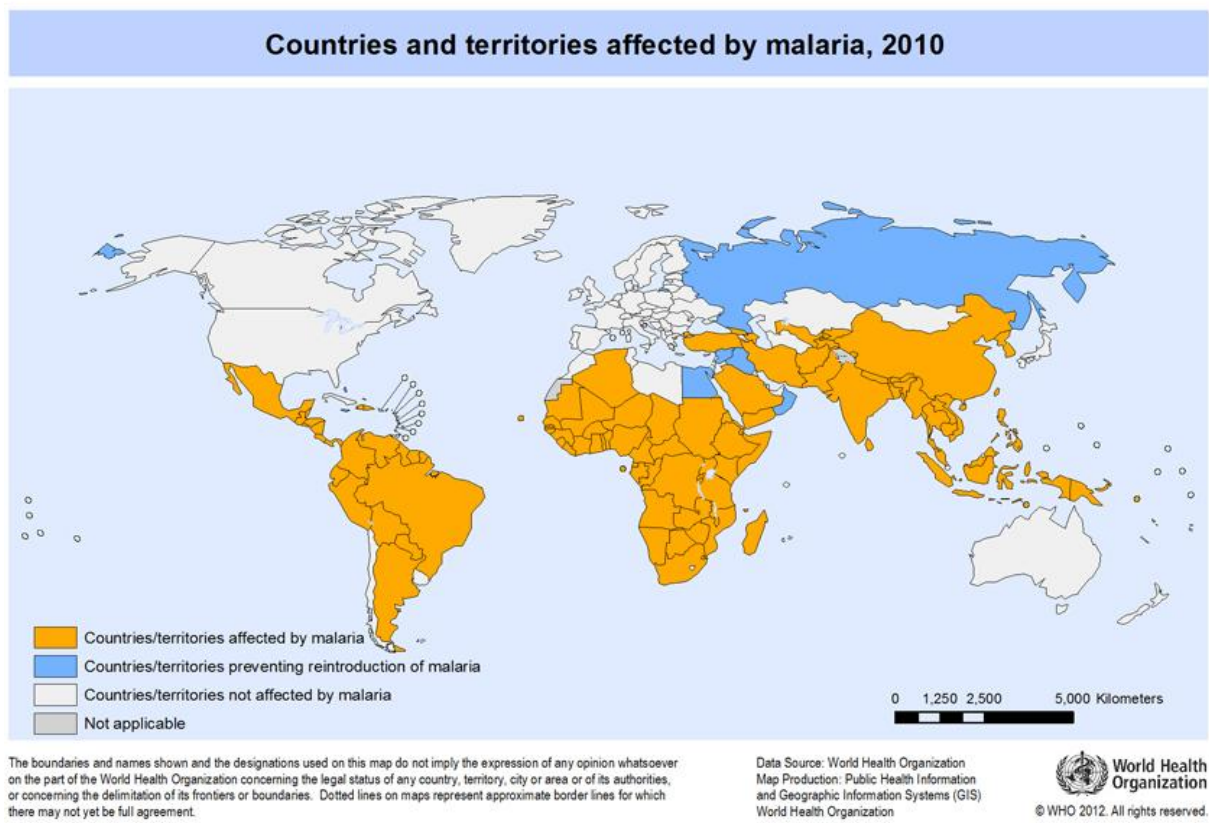 Countries and territories affected by malaria, 2010
Countries/territories affected by malaria
Countries/territories preventing reintroduction of malaria
Countries/territories not affected by malaria
Not applicable
0 1,250 2,500 5,000 Kilometers
The boundaries and names shown and the designations used on this map do not imply the expression of any opinion whatsoever
on the part of the World Health Organization concerning the legal status of any country, territory, city or area or of its authorities,
or concerning the delimitation of its frontiers or boundaries. Dotted lines on maps represent approximate border lines for which
there may not yet be full agreement.
Data Source: World Health Organization
Map Production: Public Health Information
and Geographic Information Systems (GIS)
World Health Organization
World Health
Organization
© WHO 2012. All rights reserved.